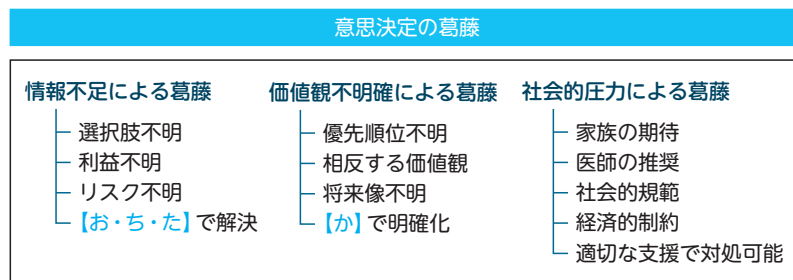 意思決定の葛藤
情報不足による葛藤
選択肢不明
利益不明
リスク不明
【お・ち・た】で解決
価値観不明確による葛藤
優先順位不明
相反する価値観
将来像不明
【か】で明確化
社会的圧力による葛藤
家族の期待
医師の推奨
社会的規範
経済的制約
適切な支援で対処可能